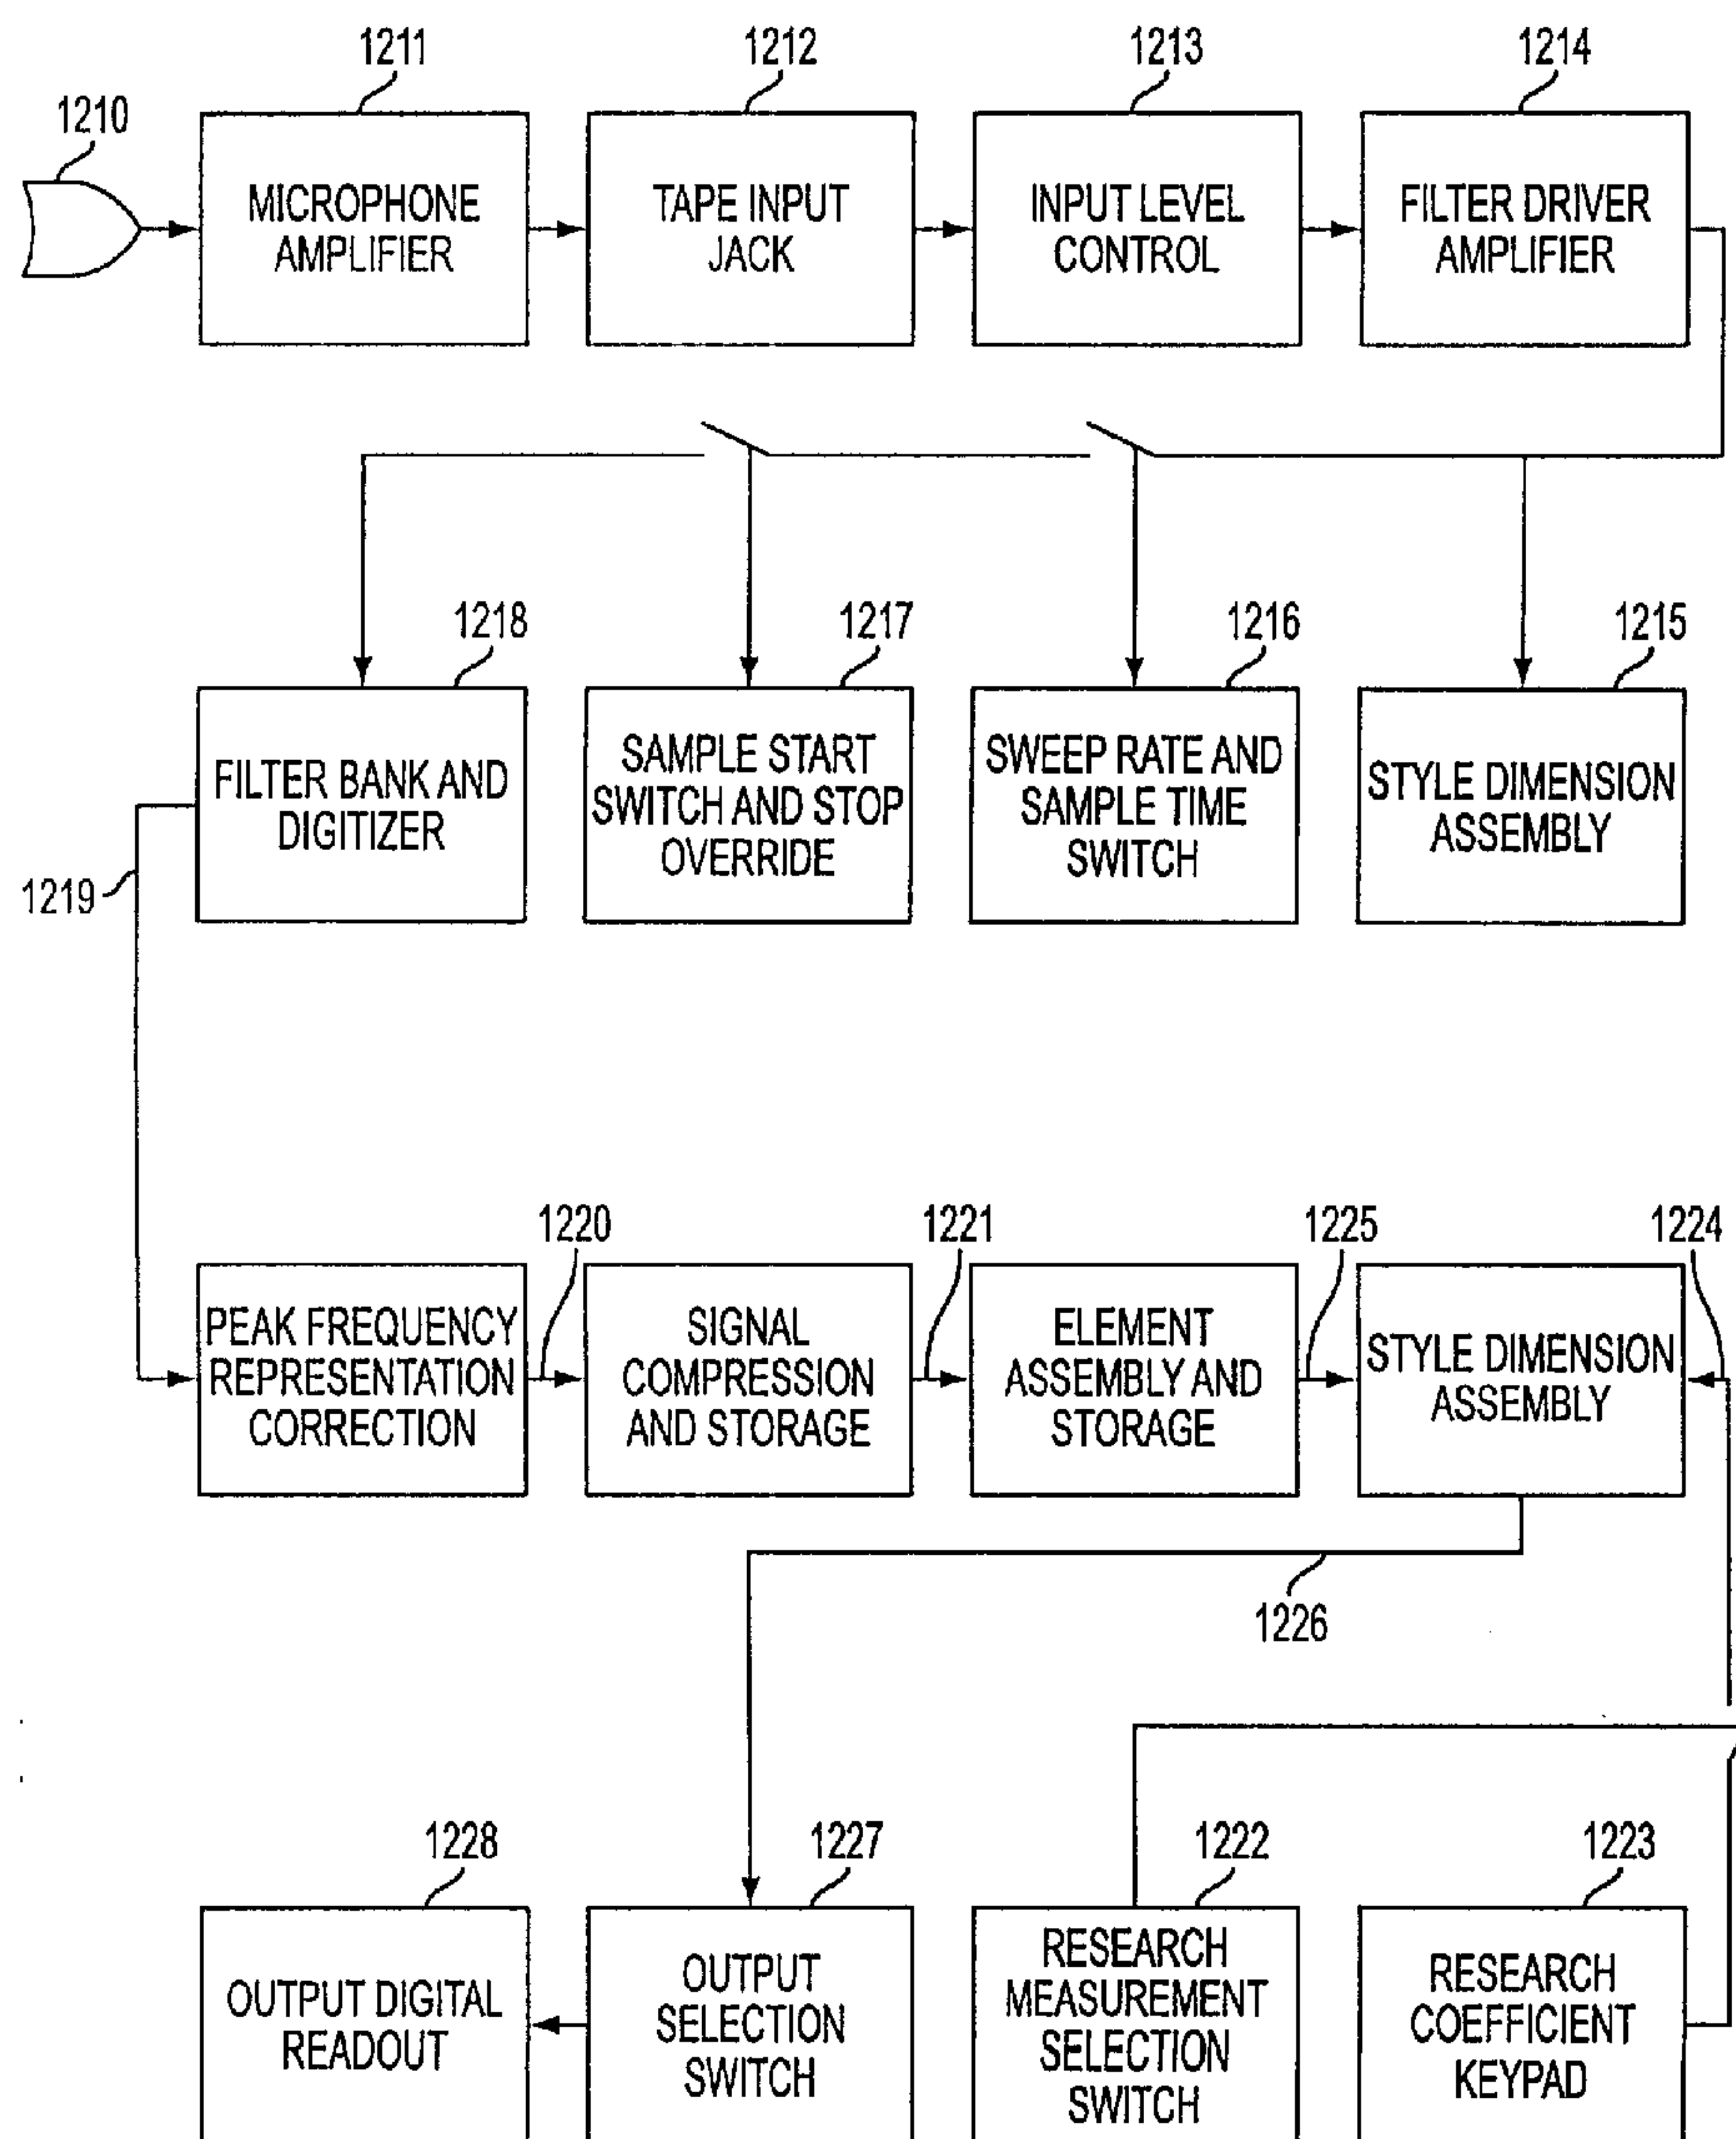 1211
1212
1213
1214
1210
MICROPHONE
AMPLIFIER
TAPE INPUT
JACK
INPUT LEVEL
CONTROL
FILTER DRIVER
AMPLIFIER
1218
1217
1216
1215
FILTER BANK AND
DIGITIZER
SAMPLE START
SWITCH AND STOP
OVERRIDE
SWEEP RATE AND
SAMPLE TIME
SWITCH
STYLE DIMENSION
ASSEMBLY
1219
1220
1221
1225
1224
PEAK FREQUENCY
REPRESENTATION
CORRECTION
SIGNAL
COMPRESSION
AND STORAGE
ELEMENT
ASSEMBLY AND
STORAGE
STYLE DIMENSION
ASSEMBLY
1226
1228
1227
1222
1223
OUTPUT DIGITAL
READOUT
OUTPUT
SELECTION
SWITCH
RESEARCH
MEASUREMENT
SELECTION
SWITCH
RESEARCH
COEFFICIENT
KEYPAD